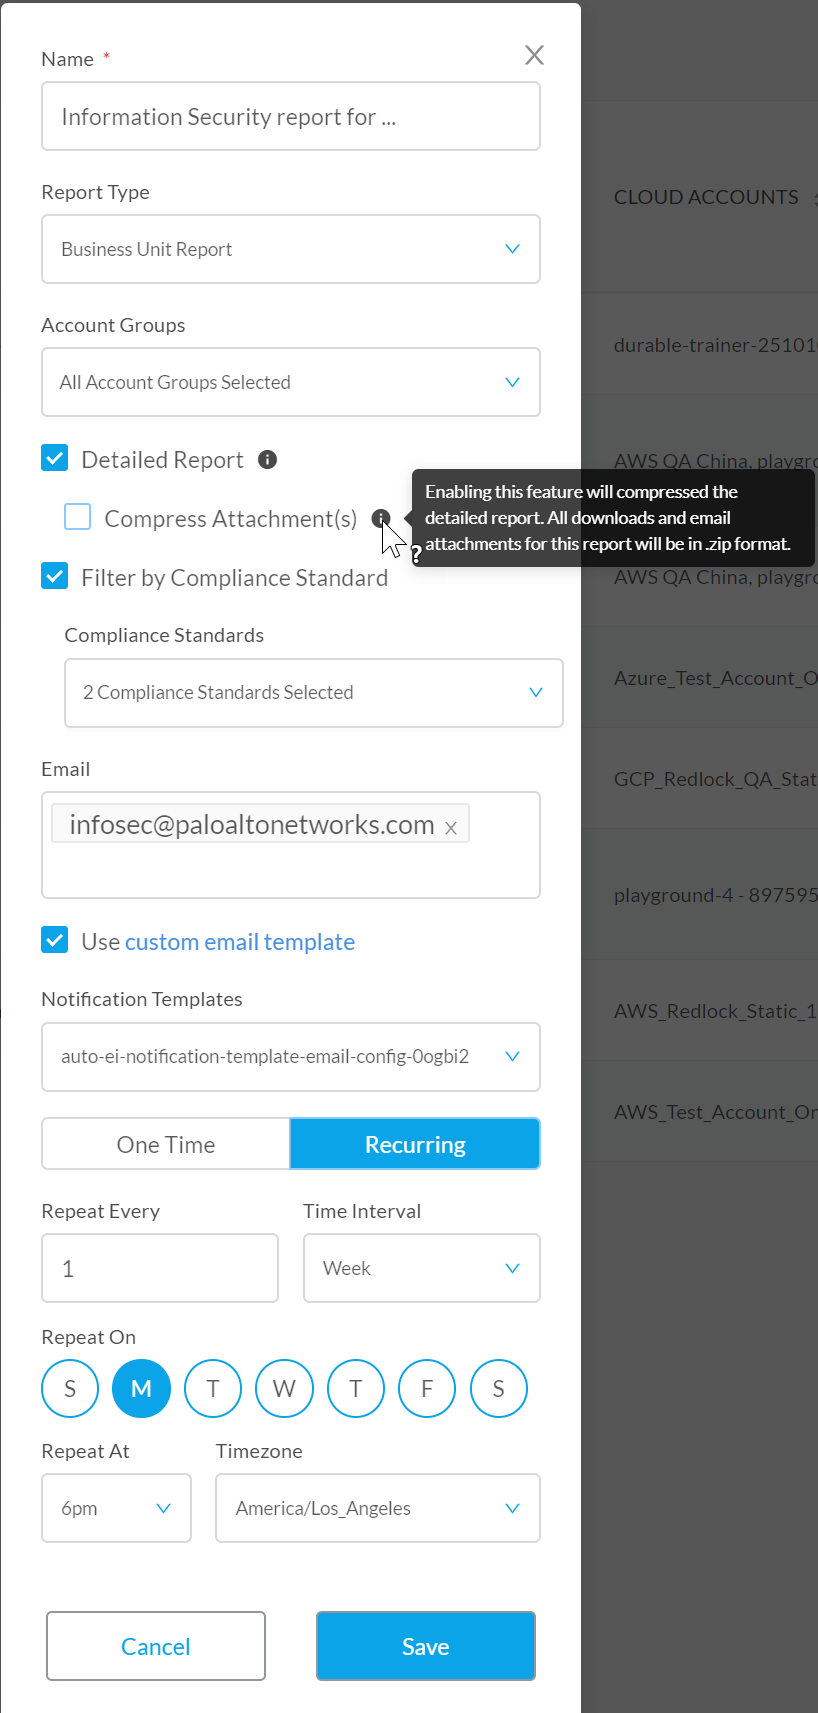 Name *
Information Security report for ...
Report Type
Business Unit Report
Account Groups
All Account Groups Selected
Detailed Report
Compress Attachment(s)
Enabling this feature will compressed the
detailed report. All downloads and email
attachments for this report will be in .zip format.
Filter by Compliance Standard
Compliance Standards
2 Compliance Standards Selected
Email
infosec@paloaltonetworks.com x
Use custom email template
Notification Templates
auto-ei-notification-template-email-config-0ogbi2
One Time Recurring
Repeat Every Time Interval
1 Week
Repeat On
S M T W T F S
Repeat At Timezone
6pm America/Los_Angeles
Cancel Save
CLOUD ACCOUNTS
durable-trainer-25101
AWS QA China, playgr
AWS QA China, playgr
Azure_Test_Account_O
GCP_Redlock_QA_Stat
playground-4 - 897595
AWS_Redlock_Static_1
AWS_Test_Account_Or